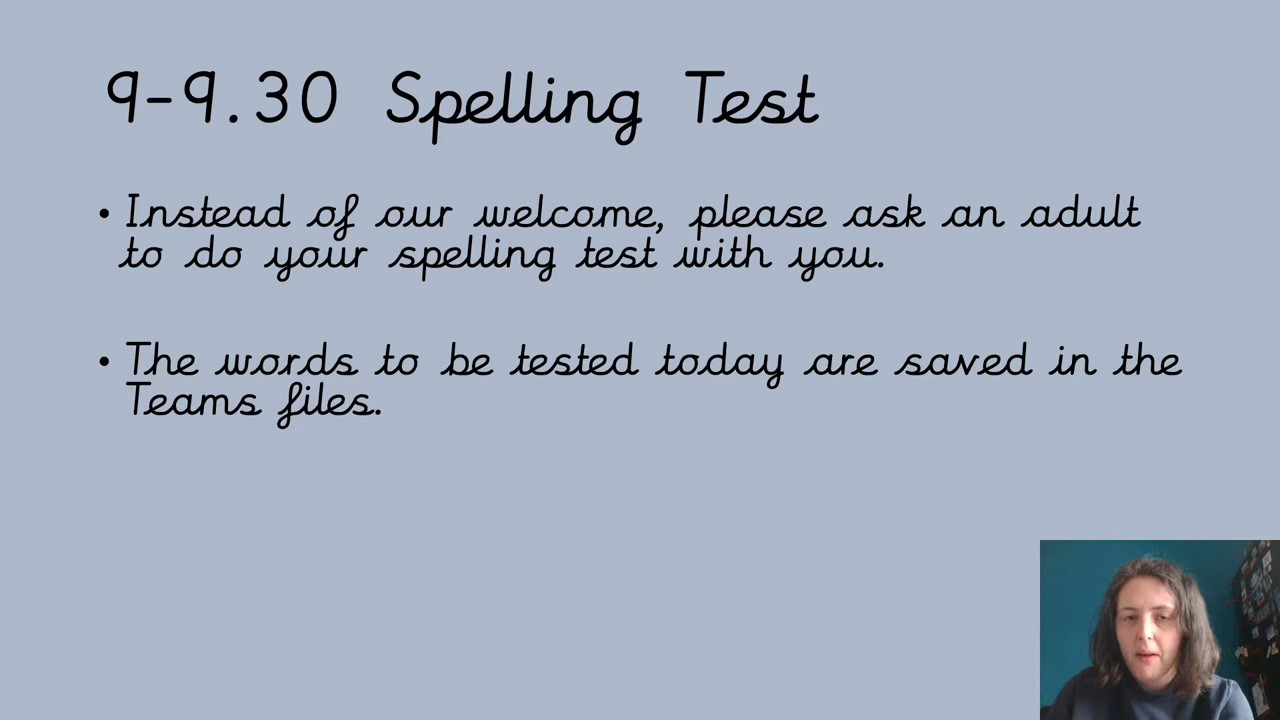 9-9.30 Spelling Test
• Instead of our welcome, please ask an adult
to do your spelling test with you.
• The words to be tested today are saved in the
Teams files.